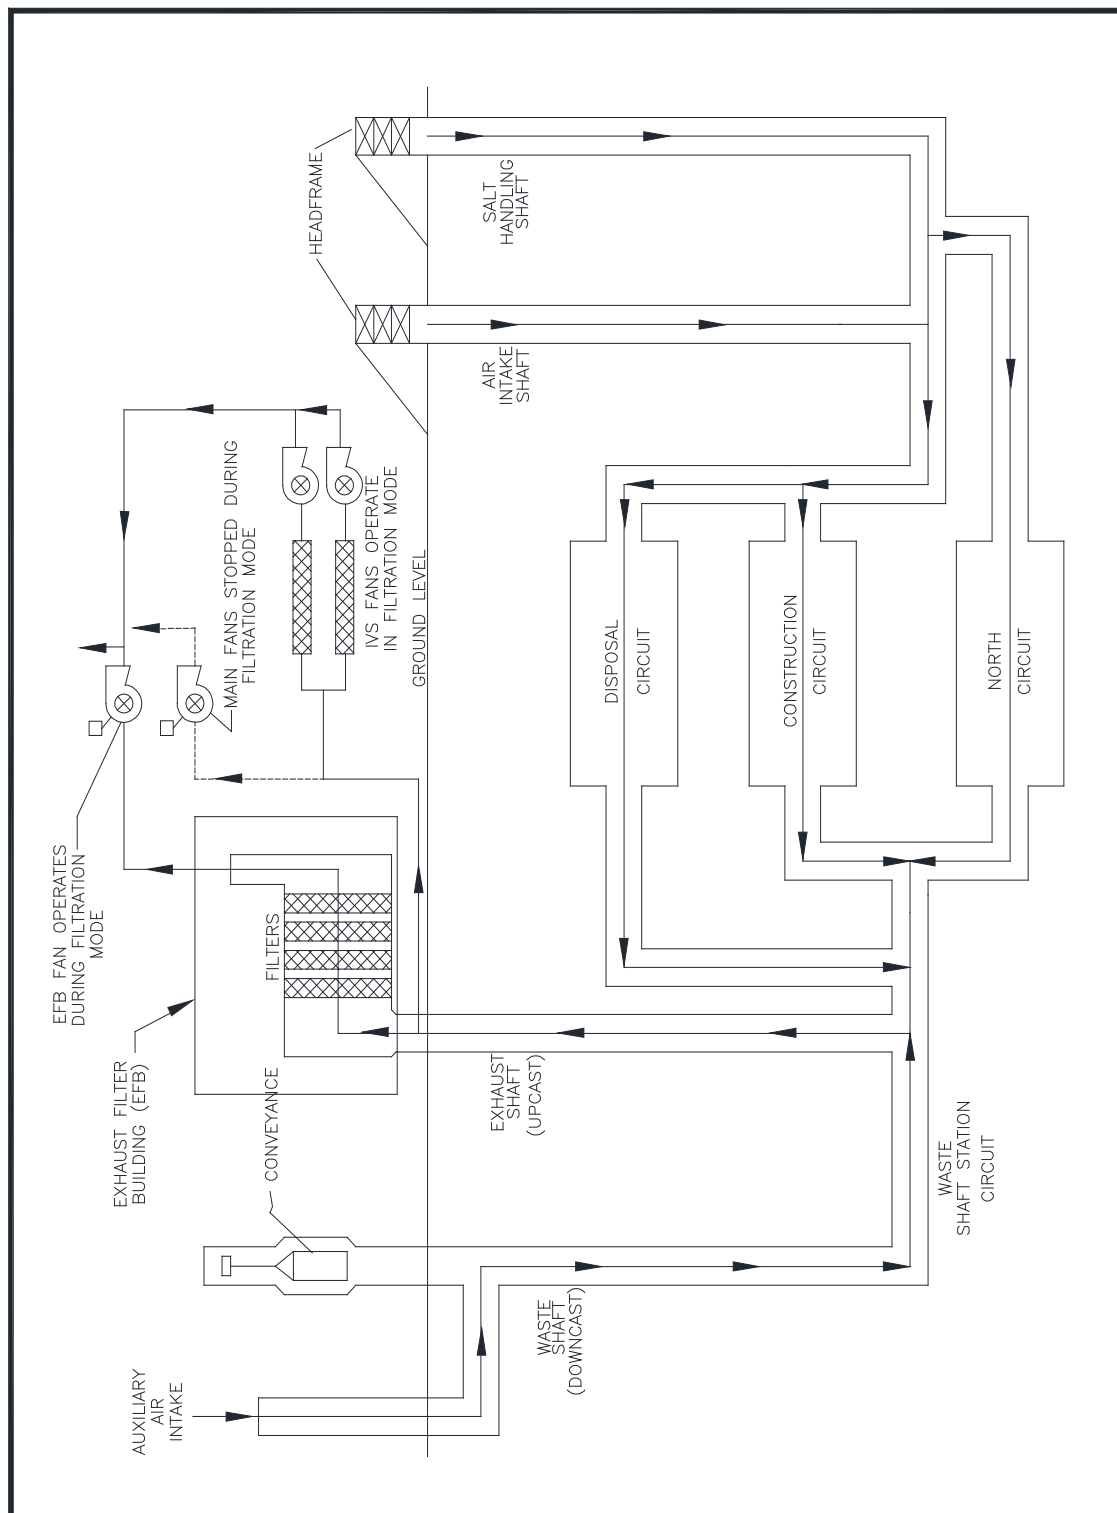 AUXILIARY
AIR
INTAKE
EXHAUST FILTER
BUILDING (EFB)
CONVEYANCE
EFB FAN OPERATES
DURING FILTRATION
MODE
FILTERS
MAIN FANS STOPPED DURING
FILTRATION MODE
IVS FANS OPERATE
IN FILTRATION MODE
HEADFRAME
GROUND LEVEL
WASTE
SHAFT
(DOWNCAST)
EXHAUST
SHAFT
(UPCAST)
AIR
INTAKE
SHAFT
SALT
HANDLING
SHAFT
DISPOSAL
CIRCUIT
CONSTRUCTION
CIRCUIT
NORTH
CIRCUIT
WASTE
SHAFT STATION
CIRCUIT